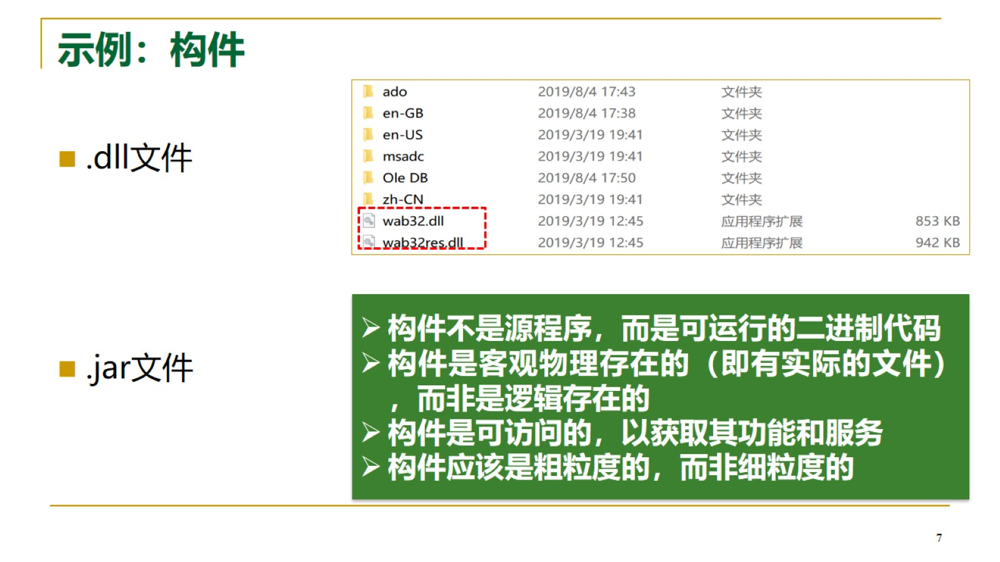 示例：构件
.dll文件
ado 2019/8/4 17:43 文件夹
en-GB 2019/8/4 17:38 文件夹
en-US 2019/3/19 19:41 文件夹
msadc 2019/3/19 19:41 文件夹
Ole DB 2019/8/4 17:50 文件夹
zh-CN 2019/3/19 19:41 文件夹
wab32.dll 2019/3/19 12:45 应用程序扩展 853 KB
wab32res.dll 2019/3/19 12:45 应用程序扩展 942 KB
.jar文件
构件不是源程序，而是可运行的二进制代码
构件是客观物理存在的（即有实际的文件）
，而非是逻辑存在的
构件是可访问的，以获取其功能和服务
构件应该是粗粒度的，而非细粒度的
7